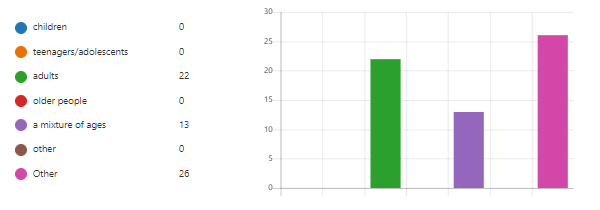 children 0
teenagers/adolescents 0
adults 22
older people 0
a mixture of ages 13
other 0
Other 26
30
25
20
15
10
5
0